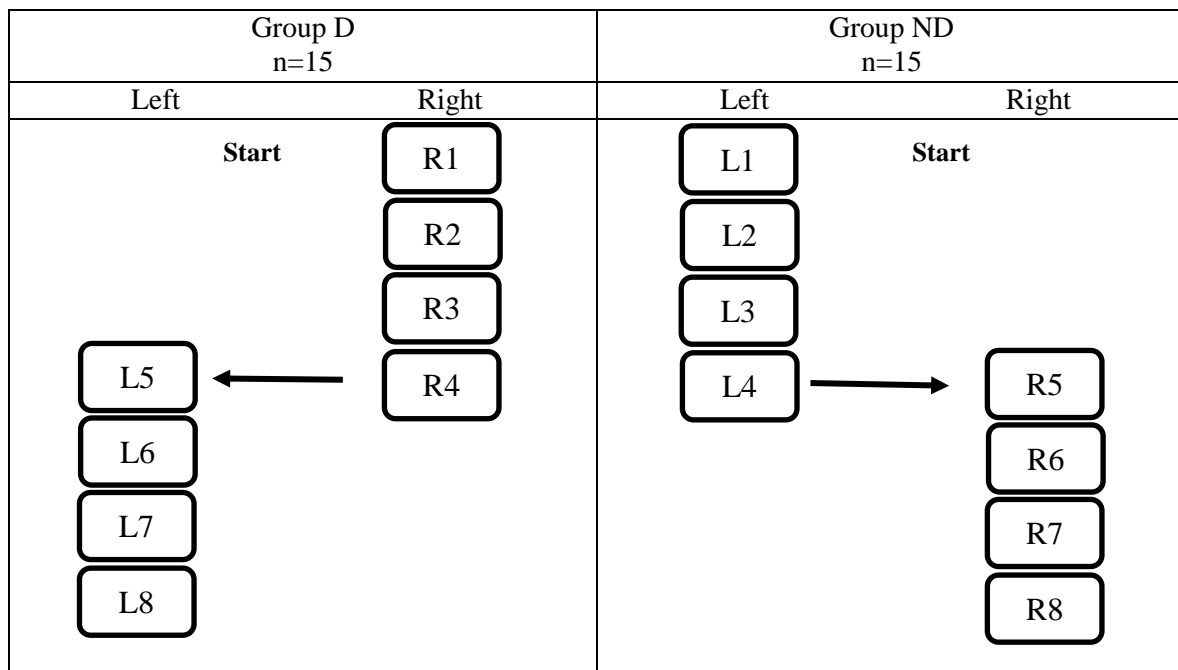 Group D
n=15
Group ND
n=15
Left Right
Left Right
Start
R1
R2
R3
R4
L5
L6
L7
L8
Start
L1
L2
L3
L4
R5
R6
R7
R8